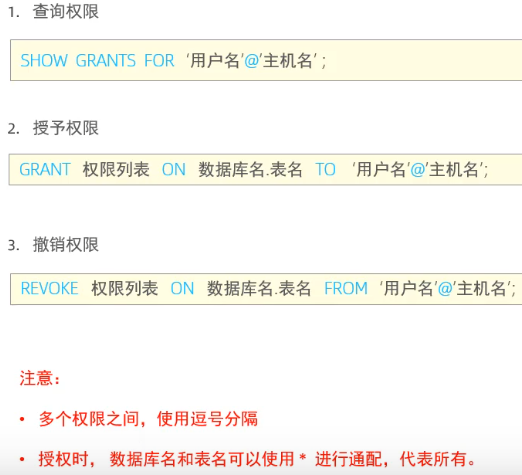 1. 查询权限
SHOW GRANTS FOR '用户名'@'主机名' ;
2. 授予权限
GRANT 权限列表 ON 数据库名.表名 TO '用户名'@'主机名';
3. 撤销权限
REVOKE 权限列表 ON 数据库名.表名 FROM '用户名'@'主机名';
注意：
• 多个权限之间，使用逗号分隔
• 授权时， 数据库名和表名可以使用 * 进行通配，代表所有。